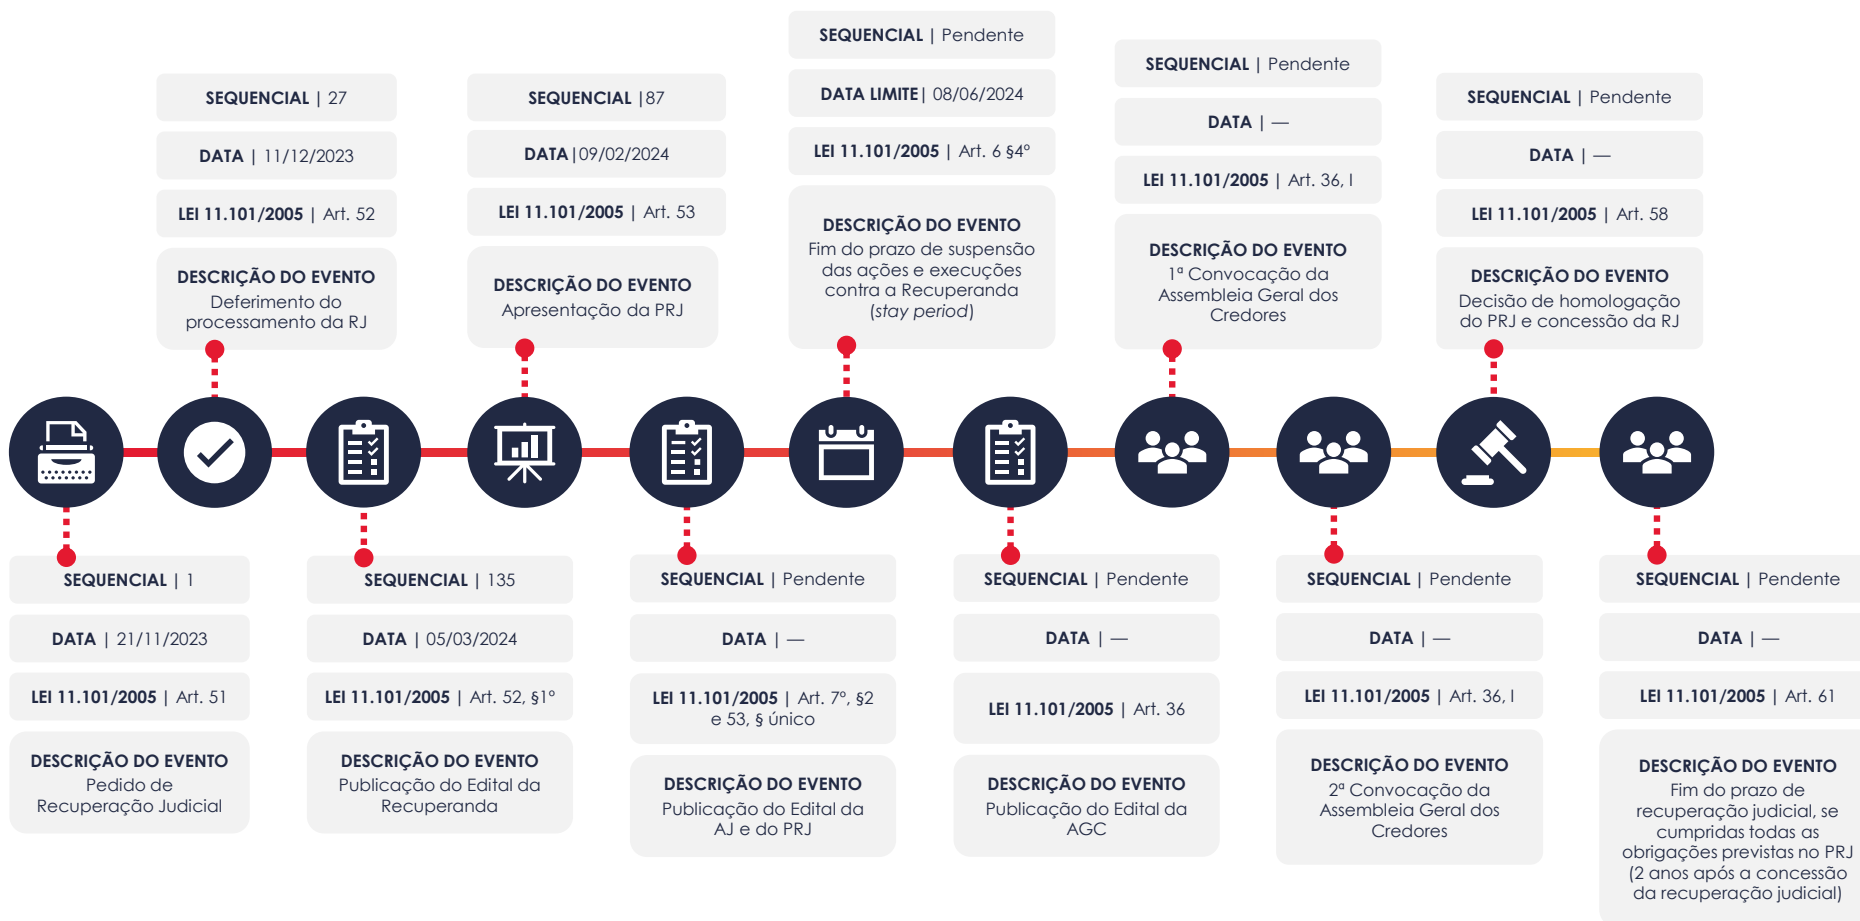 SEQUENCIAL | 27
DATA | 11/12/2023
LEI 11.101/2005 | Art. 52
DESCRIÇÃO DO EVENTO
Deferimento do
processamento da RJ
SEQUENCIAL |87
DATA|09/02/2024
LEI 11.101/2005 | Art. 53
DESCRIÇÃO DO EVENTO
Apresentação da PRJ
SEQUENCIAL | Pendente
DATA LIMITE| 08/06/2024
LEI 11.101/2005 | Art. 6 §4º
DESCRIÇÃO DO EVENTO
Fim do prazo de suspensão
das ações e execuções
contra a Recuperanda
(stay period)
SEQUENCIAL | Pendente
DATA | —
LEI 11.101/2005 | Art. 36, I
DESCRIÇÃO DO EVENTO
1ª Convocação da
Assembleia Geral dos
Credores
SEQUENCIAL | Pendente
DATA | —
LEI 11.101/2005 | Art. 58
DESCRIÇÃO DO EVENTO
Decisão de homologação
do PRJ e concessão da RJ
SEQUENCIAL | 1
DATA | 21/11/2023
LEI 11.101/2005 | Art. 51
DESCRIÇÃO DO EVENTO
Pedido de
Recuperação Judicial
SEQUENCIAL | 135
DATA | 05/03/2024
LEI 11.101/2005 | Art. 52, §1º
DESCRIÇÃO DO EVENTO
Publicação do Edital da
Recuperanda
SEQUENCIAL | Pendente
DATA | —
LEI 11.101/2005 | Art. 7º, §2
e 53, § único
DESCRIÇÃO DO EVENTO
Publicação do Edital da
AJ e do PRJ
SEQUENCIAL | Pendente
DATA | —
LEI 11.101/2005 | Art. 36
DESCRIÇÃO DO EVENTO
Publicação do Edital da
AGC
SEQUENCIAL | Pendente
DATA | —
LEI 11.101/2005 | Art. 36, I
DESCRIÇÃO DO EVENTO
2ª Convocação da
Assembleia Geral dos
Credores
SEQUENCIAL | Pendente
DATA | —
LEI 11.101/2005 | Art. 61
DESCRIÇÃO DO EVENTO
Fim do prazo de
recuperação judicial, se
cumpridas todas as
obrigações previstas no PRJ
(2 anos após a concessão
da recuperação judicial)